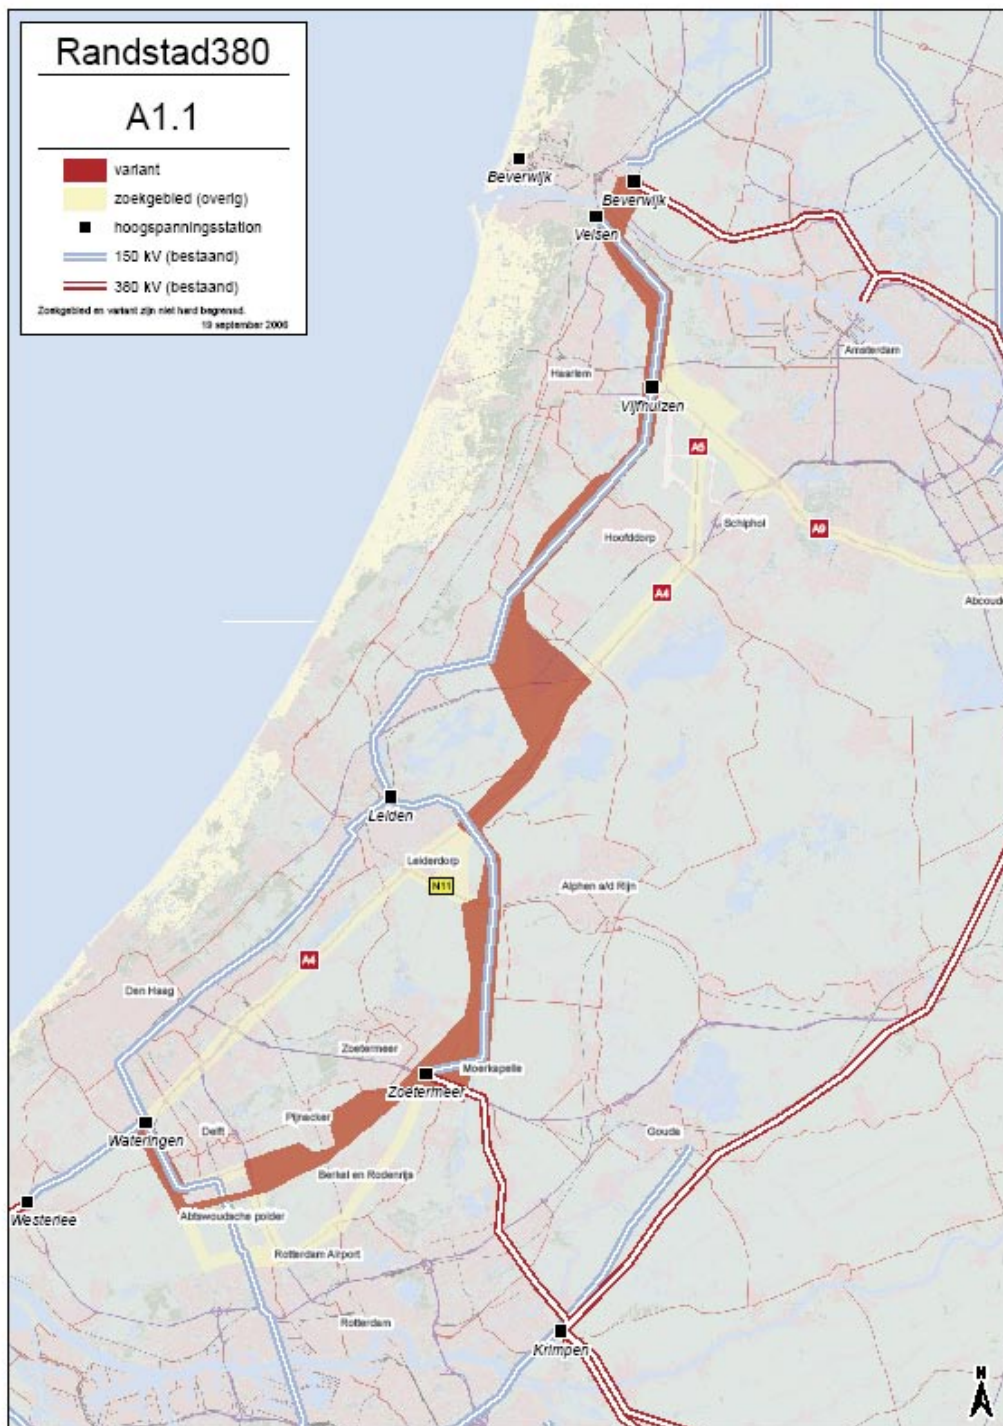 Randstad380
A1.1
variant
zoekgebied (overig)
hoogspanningsstation
150 kV (bestaand)
380 kV (bestaand)
Zoekgebied en variant zijn niet hard begrensd.
19 september 2006
Beverwijk
Beverwijk
Velsen
Amsterdam
Haarlem
Vijfhuizen
A5
Schiphol
A9
Hoofddorp
A4
Abcoude
Leiden
Leiderdorp
N11
Alphen a/d Rijn
A4
Den Haag
Zoetermeer
Moerkapelle
Zoetermeer
Pijnacker
Delft
Wateringen
Gouda
Berkel en Rodenrijs
Westerlee
Abtswoudsche polder
Rotterdam Airport
Rotterdam
Krimpen
N